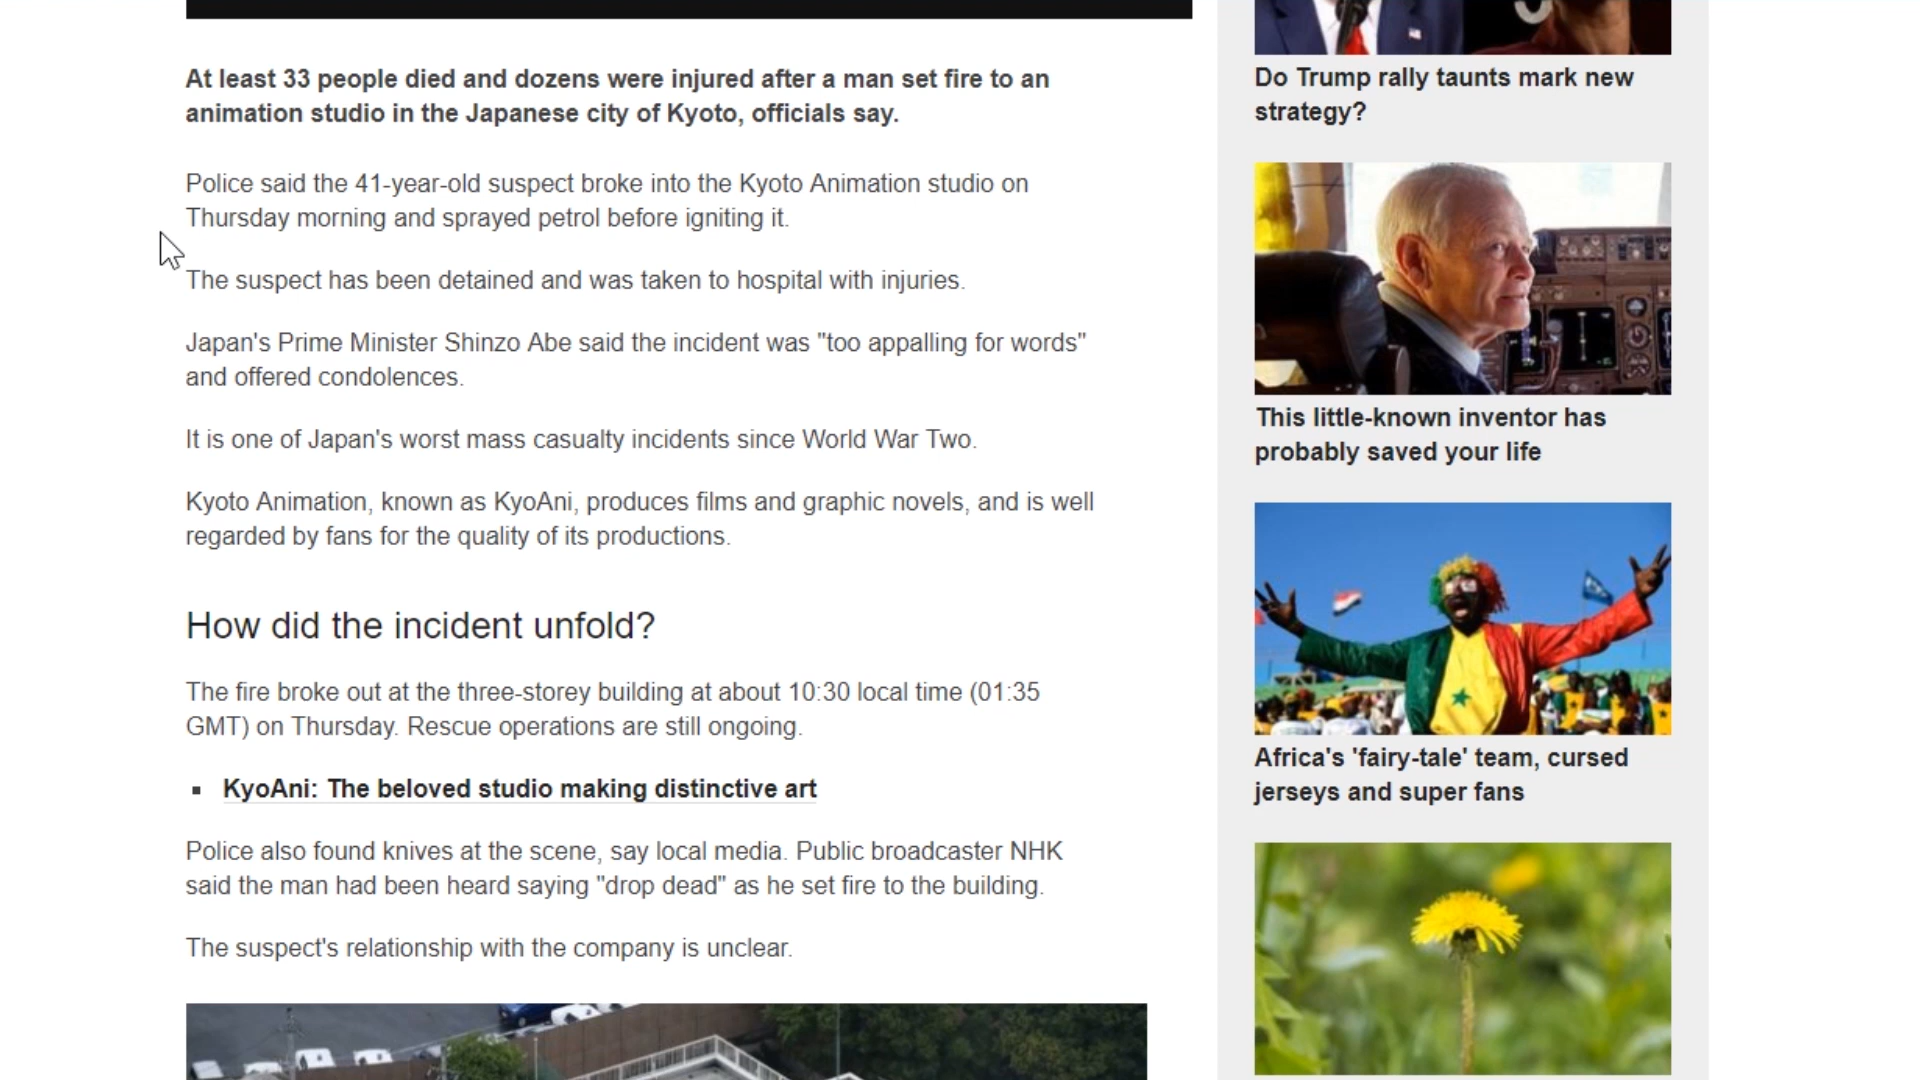 At least 33 people died and dozens were injured after a man set fire to an
animation studio in the Japanese city of Kyoto, officials say.
Police said the 41-year-old suspect broke into the Kyoto Animation studio on
Thursday morning and sprayed petrol before igniting it.
The suspect has been detained and was taken to hospital with injuries.
Japan's Prime Minister Shinzo Abe said the incident was "too appalling for words"
and offered condolences.
It is one of Japan's worst mass casualty incidents since World War Two.
Kyoto Animation, known as KyoAni, produces films and graphic novels, and is well
regarded by fans for the quality of its productions.
How did the incident unfold?
The fire broke out at the three-storey building at about 10:30 local time (01:35
GMT) on Thursday. Rescue operations are still ongoing.
KyoAni: The beloved studio making distinctive art
Police also found knives at the scene, say local media. Public broadcaster NHK
said the man had been heard saying "drop dead" as he set fire to the building.
The suspect's relationship with the company is unclear.
Do Trump rally taunts mark new
strategy?
This little-known inventor has
probably saved your life
Africa's 'fairy-tale' team, cursed
jerseys and super fans